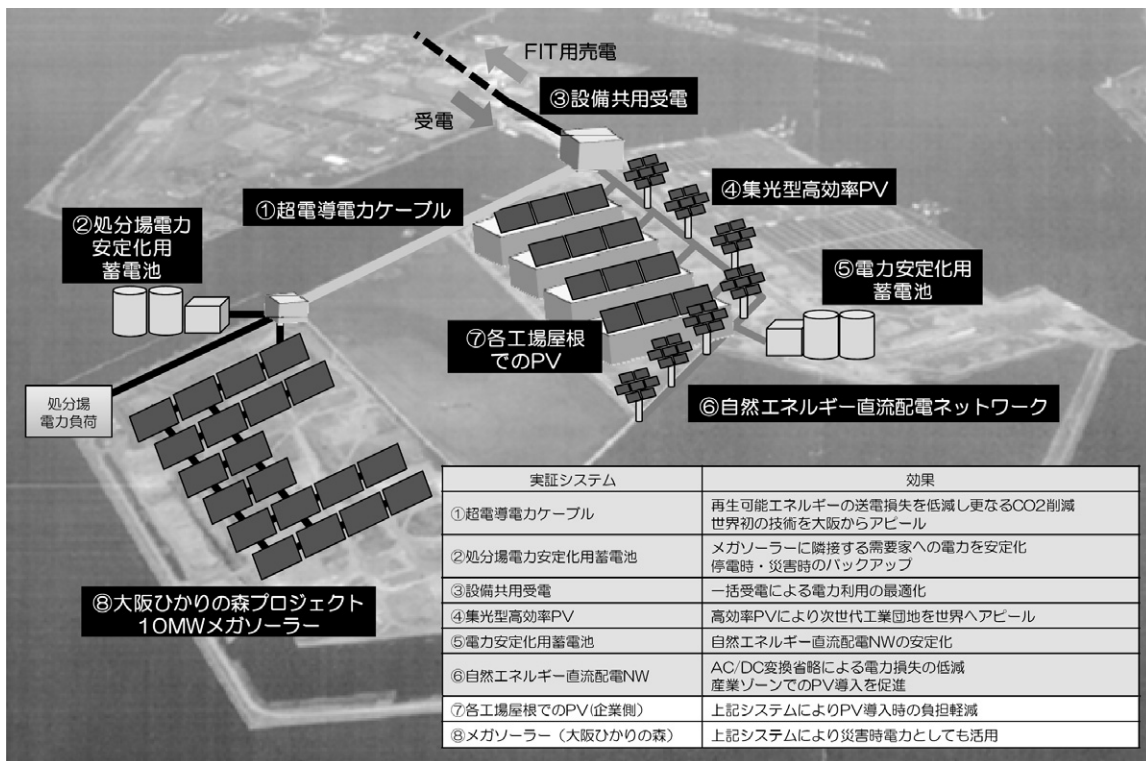 FIT用売電
③設備共用受電
受電
④集光型高効率PV
①超電導電力ケーブル
②処分場電力
安定化用
蓄電池
⑤電力安定化用
蓄電池
⑦各工場屋根
でのPV
処分場
電力負荷
⑥自然エネルギー直流配電ネットワーク
⑧大阪ひかりの森プロジェクト
10MWメガソーラー
実証システム 効果
①超電導電力ケーブル 再生可能エネルギーの送電損失を低減し更なるCO2削減
世界初の技術を大阪からアピール
②処分場電力安定化用蓄電池 メガソーラーに隣接する需要家への電力を安定化
停電時・災害時のバックアップ
③設備共用受電 一括受電による電力利用の最適化
④集光型高効率PV 高効率PVにより次世代工業団地を世界へアピール
⑤電力安定化用蓄電池 自然エネルギー直流配電NWの安定化
⑥自然エネルギー直流配電NW AC/DC変換省略による電力損失の低減
産業ゾーンでのPV導入を促進
⑦各工場屋根でのPV(企業側) 上記システムによりPV導入時の負担軽減
⑧メガソーラー(大阪ひかりの森) 上記システムにより災害時電力としても活用